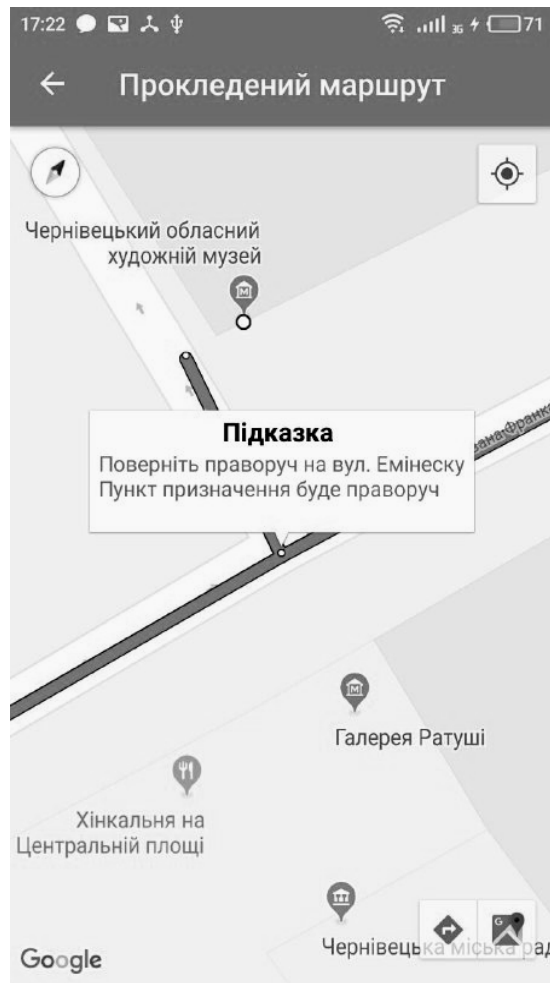 17:22
3G 71
Прокледений маршрут
Чернівецький обласний
художній музей
Підказка
Поверніть праворуч на вул. Емінеску
Пункт призначення буде праворуч
Галерея Ратуші
Хінкальня на
Центральній площі
Чернівецька міська рад
Google